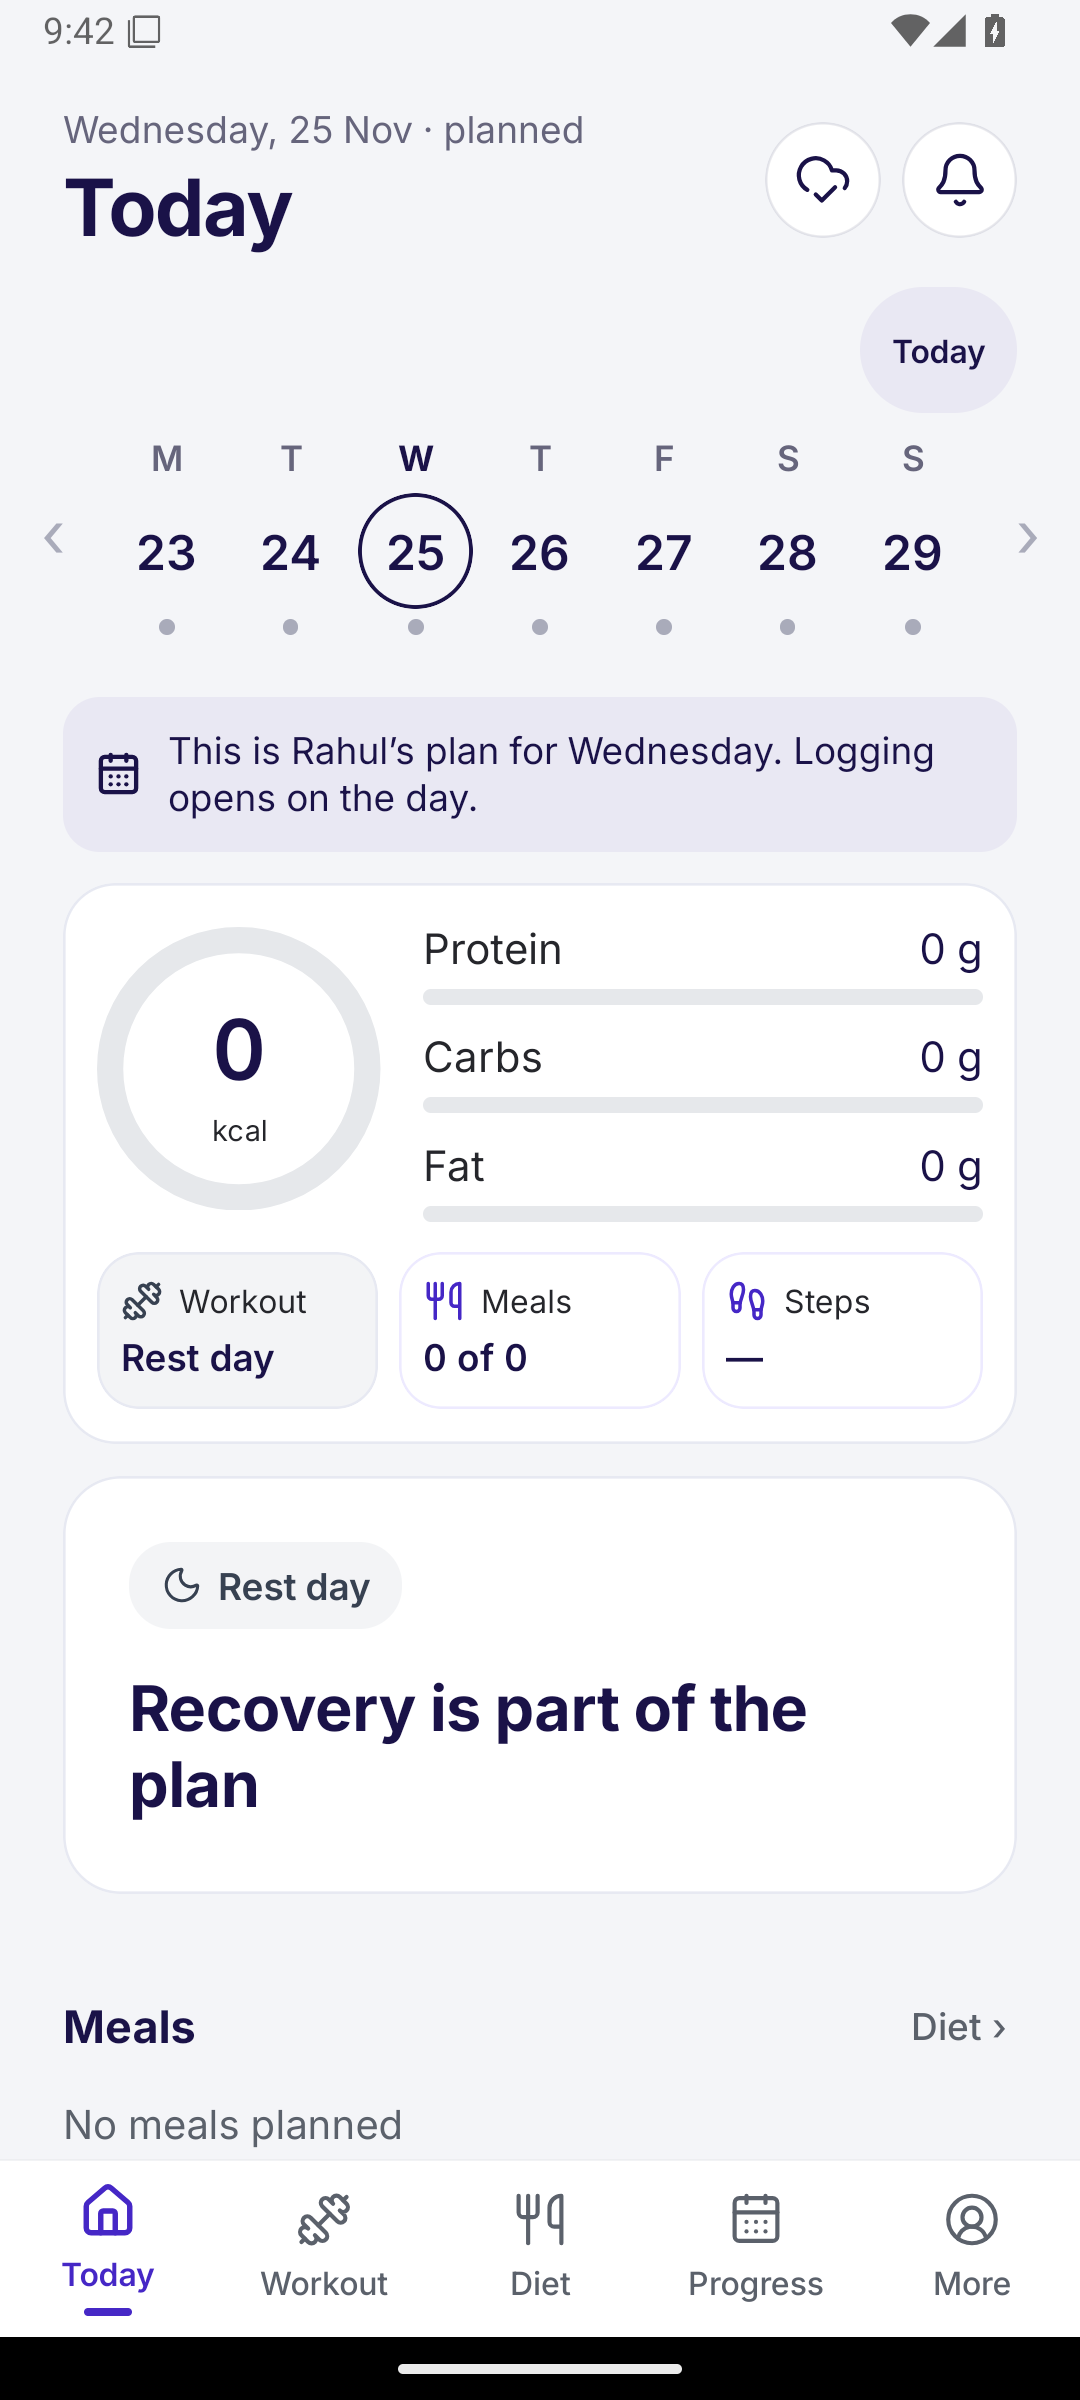 9:42
Wednesday, 25 Nov · planned
Today
Today
M T W T F S S
‹ 23 24 25 26 27 28 29 ›
This is Rahul’s plan for Wednesday. Logging
opens on the day.
Protein 0 g
0
kcal
Carbs 0 g
Fat 0 g
Workout
Rest day
Meals
0 of 0
Steps
—
Rest day
Recovery is part of the
plan
Meals Diet ›
No meals planned
Today Workout Diet Progress More